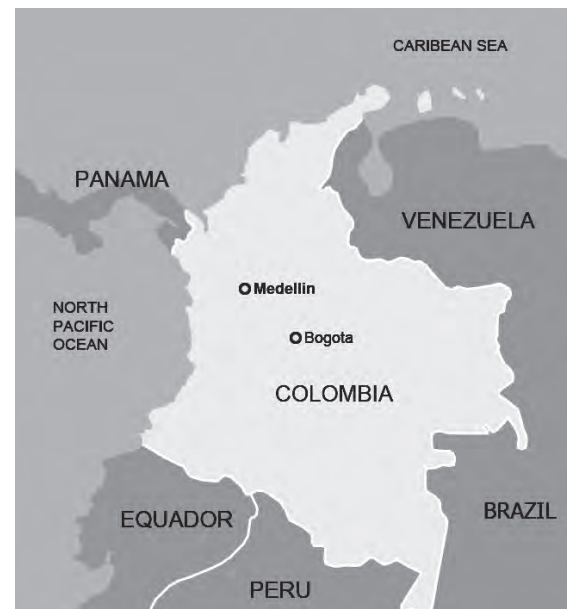 CARIBEAN SEA
PANAMA
VENEZUELA
Medellin
NORTH
PACIFIC
OCEAN
Bogota
COLOMBIA
EQUADOR
BRAZIL
PERU